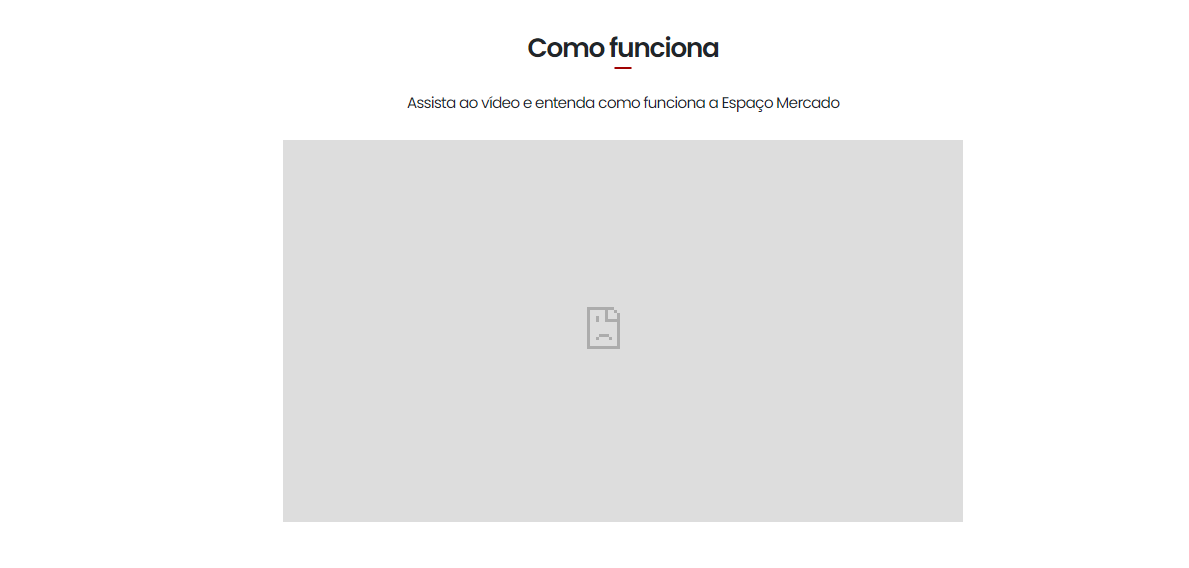 Como funciona
Assista ao vídeo e entenda como funciona a Espaço Mercado